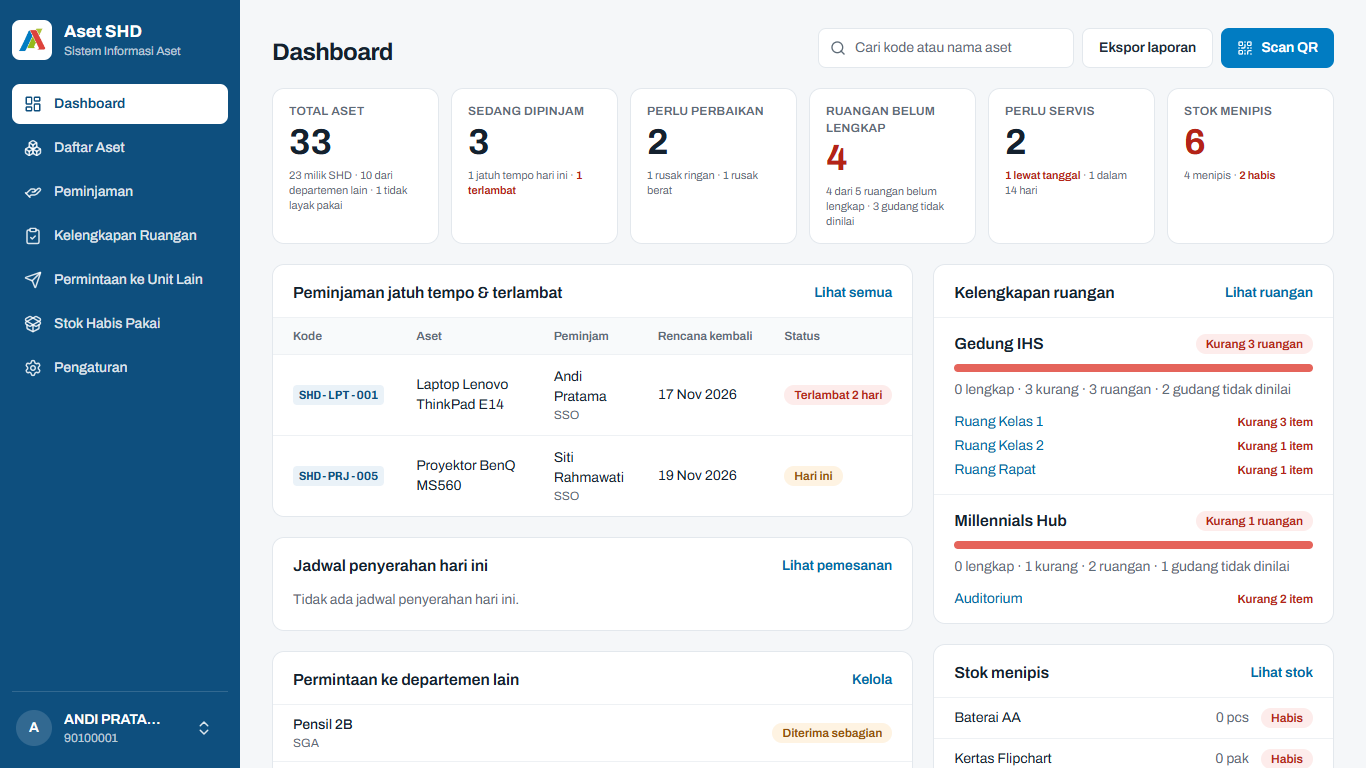 Aset SHD
Sistem Informasi Aset
Dashboard
Daftar Aset
Peminjaman
Kelengkapan Ruangan
Permintaan ke Unit Lain
Stok Habis Pakai
Pengaturan
A
ANDI PRATA...
90100001
Dashboard
Cari kode atau nama aset
Ekspor laporan
Scan QR
TOTAL ASET
33
23 milik SHD · 10 dari
departemen lain · 1 tidak
layak pakai
SEDANG DIPINJAM
3
1 jatuh tempo hari ini · 1
terlambat
PERLU PERBAIKAN
2
1 rusak ringan · 1 rusak
berat
RUANGAN BELUM
LENGKAP
4
4 dari 5 ruangan belum
lengkap · 3 gudang tidak
dinilai
PERLU SERVIS
2
1 lewat tanggal · 1 dalam
14 hari
STOK MENIPIS
6
4 menipis · 2 habis
Peminjaman jatuh tempo & terlambat
Lihat semua
Kode Aset Peminjam Rencana kembali Status
SHD-LPT-001
Laptop Lenovo
ThinkPad E14
Andi
Pratama
SSO
17 Nov 2026
Terlambat 2 hari
SHD-PRJ-005
Proyektor BenQ
MS560
Siti
Rahmawati
SSO
19 Nov 2026
Hari ini
Jadwal penyerahan hari ini
Lihat pemesanan
Tidak ada jadwal penyerahan hari ini.
Permintaan ke departemen lain
Kelola
Pensil 2B
SGA
Diterima sebagian
Kelengkapan ruangan
Lihat ruangan
Gedung IHS
Kurang 3 ruangan
0 lengkap · 3 kurang · 3 ruangan · 2 gudang tidak dinilai
Ruang Kelas 1 Kurang 3 item
Ruang Kelas 2 Kurang 1 item
Ruang Rapat Kurang 1 item
Millennials Hub
Kurang 1 ruangan
0 lengkap · 1 kurang · 2 ruangan · 1 gudang tidak dinilai
Auditorium Kurang 2 item
Stok menipis
Lihat stok
Baterai AA 0 pcs Habis
Kertas Flipchart 0 pak Habis